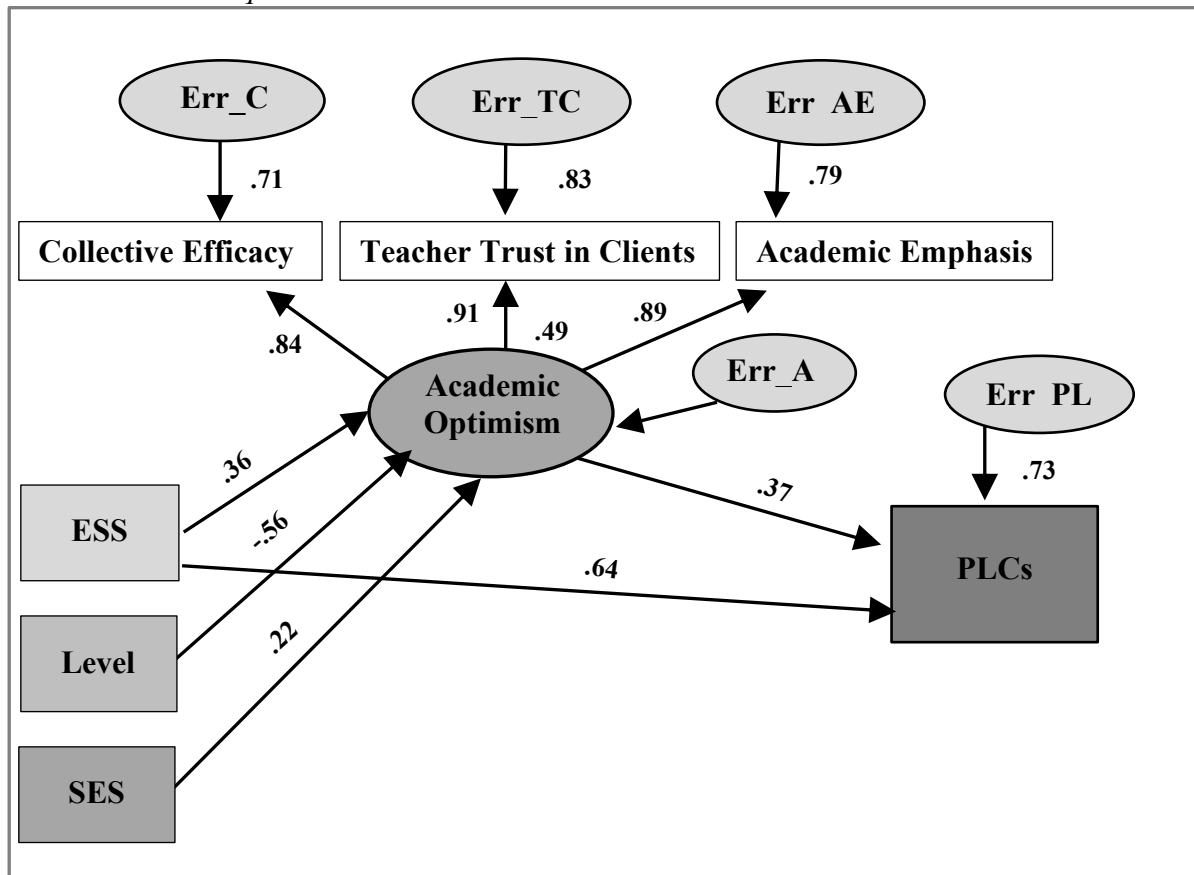 Err_C
Err_TC
Err AE
.71
.83
.79
Collective Efficacy
Teacher Trust in Clients
Academic Emphasis
.84
.91
.49
.89
Academic
Optimism
Err_A
Err PL
.36
-.56
.22
.37
.73
.64
ESS
PLCs
Level
SES